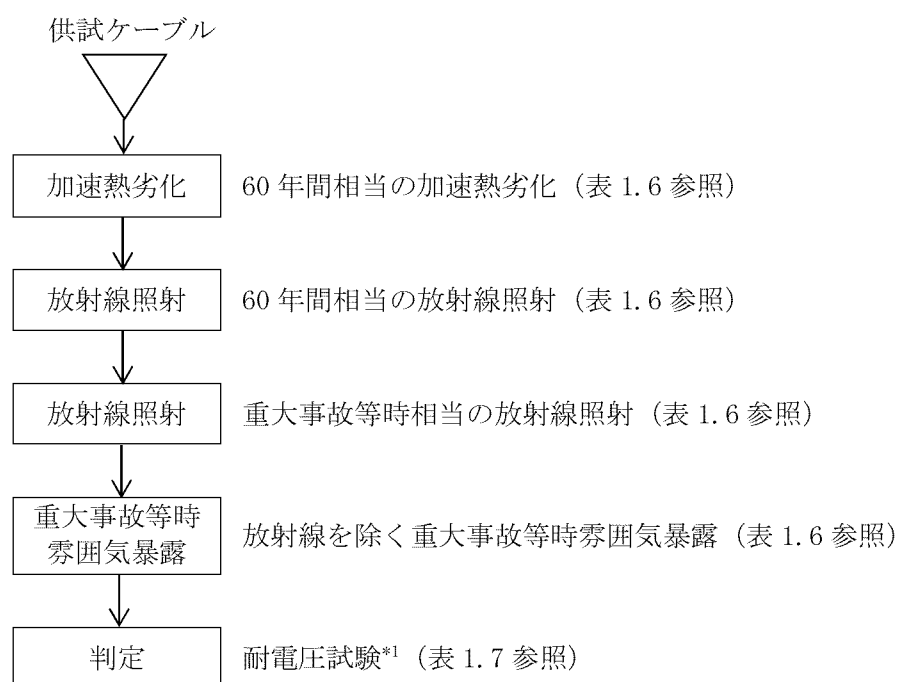 供試ケーブル
加速熱劣化 60年間相当の加速熱劣化（表1.6参照）
放射線照射 60年間相当の放射線照射（表1.6参照）
放射線照射 重大事故等時相当の放射線照射（表1.6参照）
重大事故等時
雰囲気暴露 放射線を除く重大事故等時雰囲気暴露（表1.6参照）
判定 耐電圧試験*1（表1.7参照）